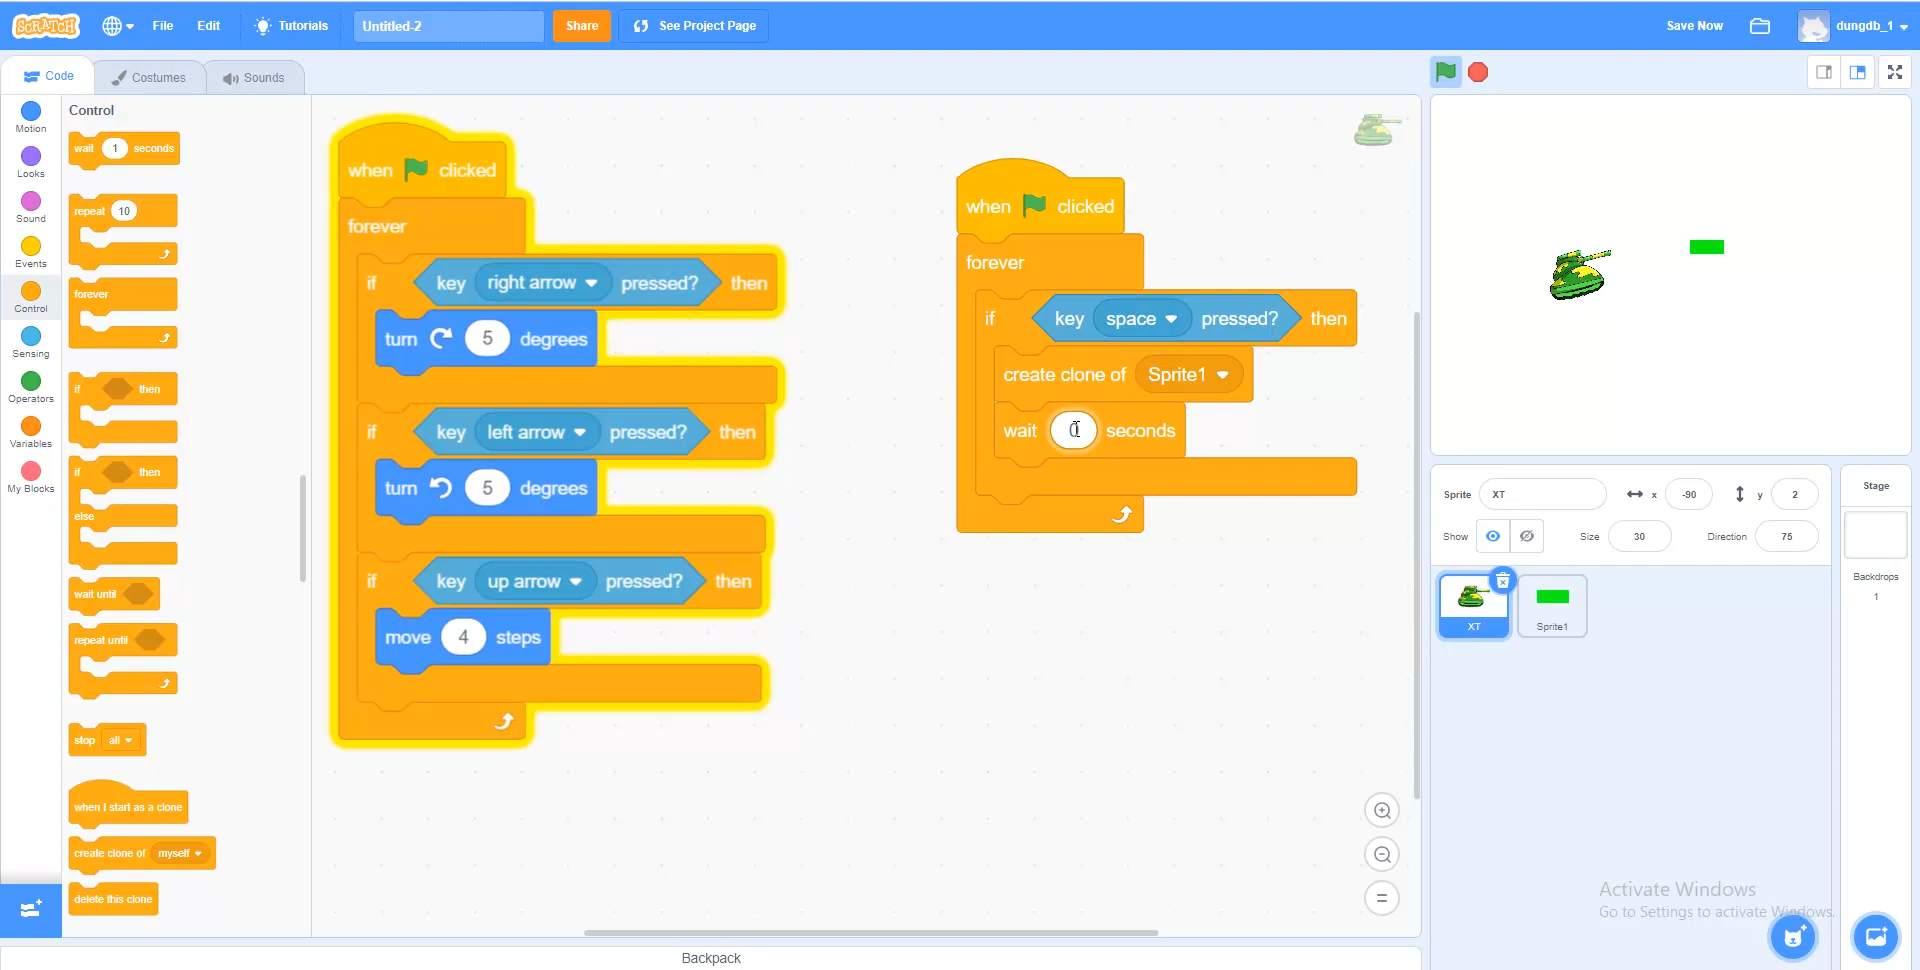 SCRATCH
File
Edit
Tutorials
Untitled-2
Share
See Project Page
Save Now
dungdb_1
Code
Costumes
Sounds
Motion
Looks
Sound
Events
Control
Sensing
Operators
Variables
My Blocks
Control
wait 1 seconds
repeat 10
forever
if then
if then
else
wait until
repeat until
stop all
when I start as a clone
create clone of myself
delete this clone
when clicked
forever
if key right arrow pressed? then
turn 5 degrees
if key left arrow pressed? then
turn 5 degrees
if key up arrow pressed? then
move 4 steps
when clicked
forever
if key space pressed? then
create clone of Sprite1
wait 0 seconds
Backpack
Sprite XT x -90 y 2
Show Size 30 Direction 75
XT
Sprite1
Stage
Backdrops
1
Activate Windows
Go to Settings to activate Windows.